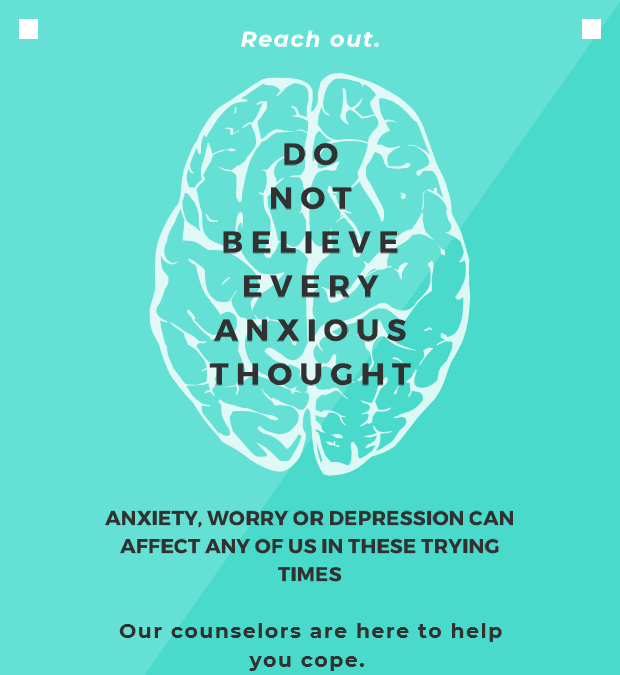 Reach out.
DO
NOT
BELIEVE
EVERY
ANXIOUS
THOUGHT
ANXIETY, WORRY OR DEPRESSION CAN
AFFECT ANY OF US IN THESE TRYING
TIMES
Our counselors are here to help
you cope.